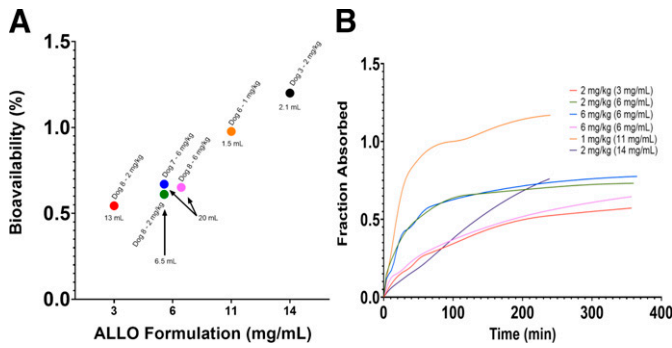 A
Bioavailability (%)
1.5
1.0
0.5
0.0
Dog 8 - 2 mg/kg
13 mL
Dog 7 - 6 mg/kg
Dog 8 - 6 mg/kg
Dog 8 - 2 mg/kg
20 mL
6.5 mL
Dog 6 - 1 mg/kg
1.5 mL
Dog 3 - 2 mg/kg
2.1 mL
3 6 11 14
ALLO Formulation (mg/mL)
B
Fraction Absorbed
1.5
1.0
0.5
0.0
2 mg/kg (3 mg/mL)
2 mg/kg (6 mg/mL)
6 mg/kg (6 mg/mL)
6 mg/kg (6 mg/mL)
1 mg/kg (11 mg/mL)
2 mg/kg (14 mg/mL)
0 100 200 300 400
Time (min)